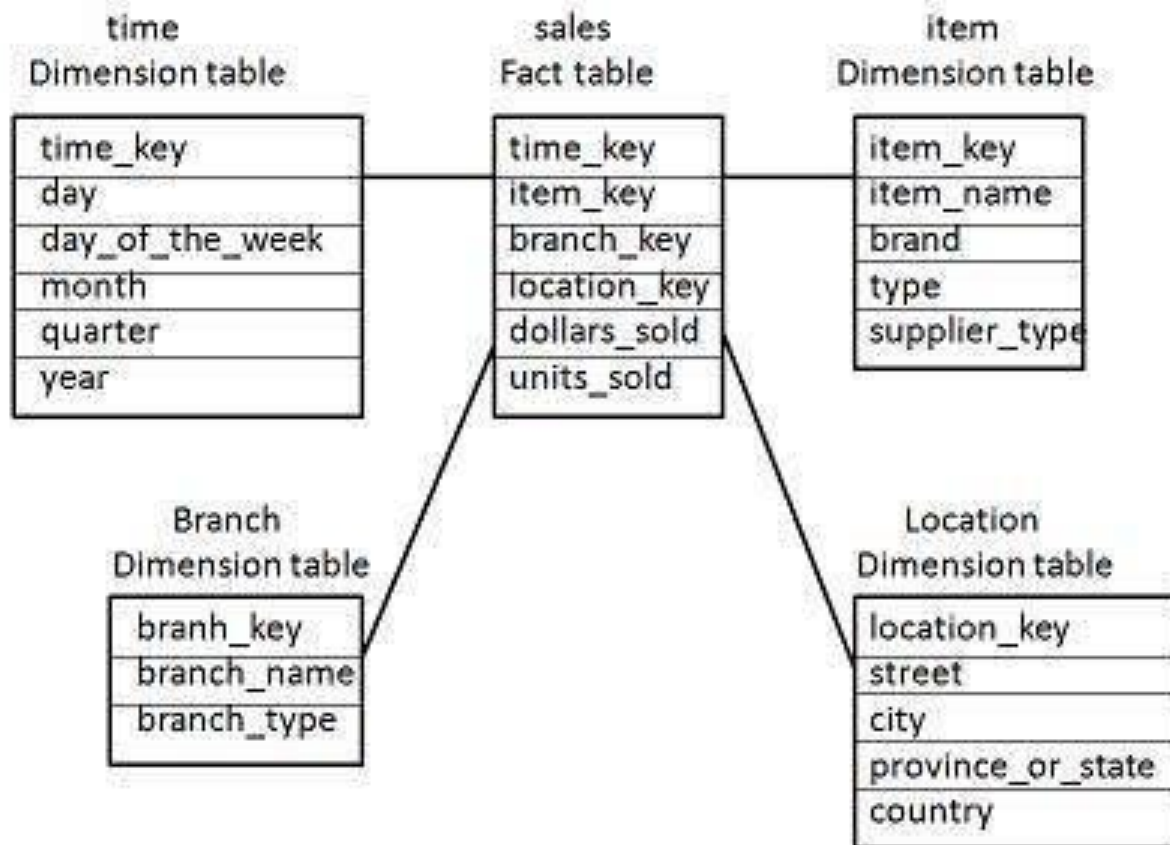 time
Dimension table
time_key
day
day_of_the_week
month
quarter
year
sales
Fact table
time_key
item_key
branch_key
location_key
dollars_sold
units_sold
item
Dimension table
item_key
item_name
brand
type
supplier_type
Branch
Dimension table
branh_key
branch_name
branch_type
Location
Dimension table
location_key
street
city
province_or_state
country